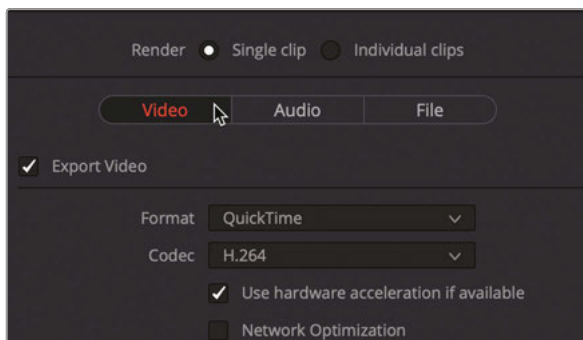 Render Single clip Individual clips
Video Audio File
Export Video
Format QuickTime
Codec H.264
Use hardware acceleration if available
Network Optimization